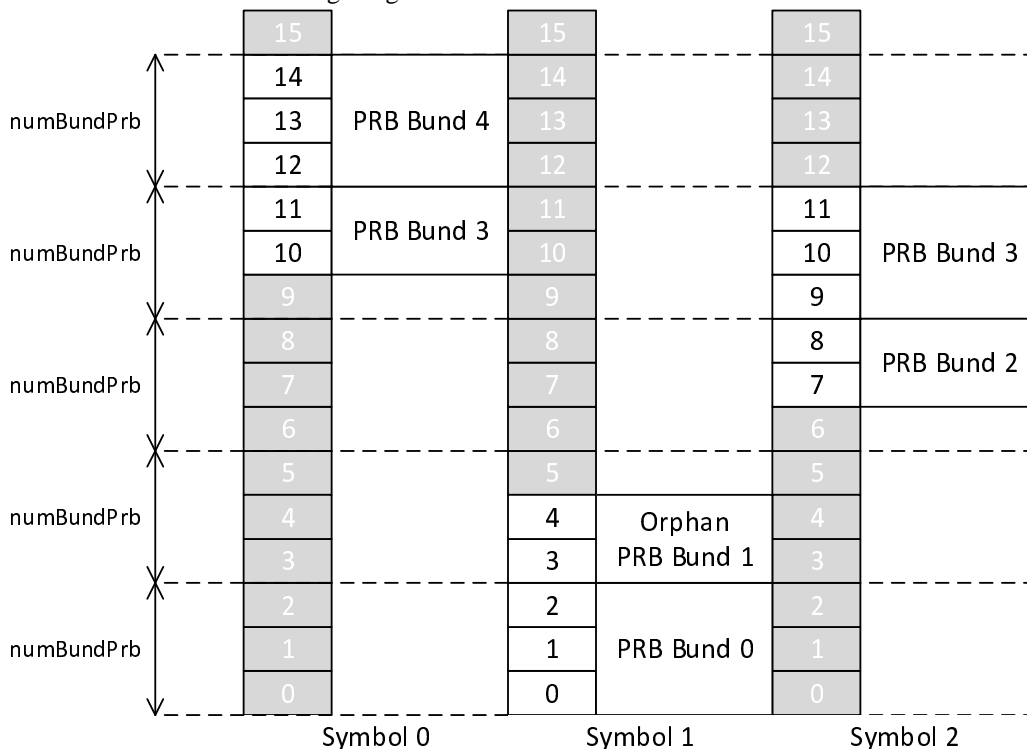 15 15 15
14 14 14
numBundPrb 13 PRB Bund 4 13 13
12 12 12
11 11 11
PRB Bund 3
numBundPrb 10 10 10 PRB Bund 3
9 9 9
8 8 8
PRB Bund 2
numBundPrb 7 7 7
6 6 6
5 5 5
numBundPrb 4 4 Orphan 4
3 3 PRB Bund 1 3
2 2 2
numBundPrb 1 1 PRB Bund 0 1
0 0 0
Symbol 0 Symbol 1 Symbol 2